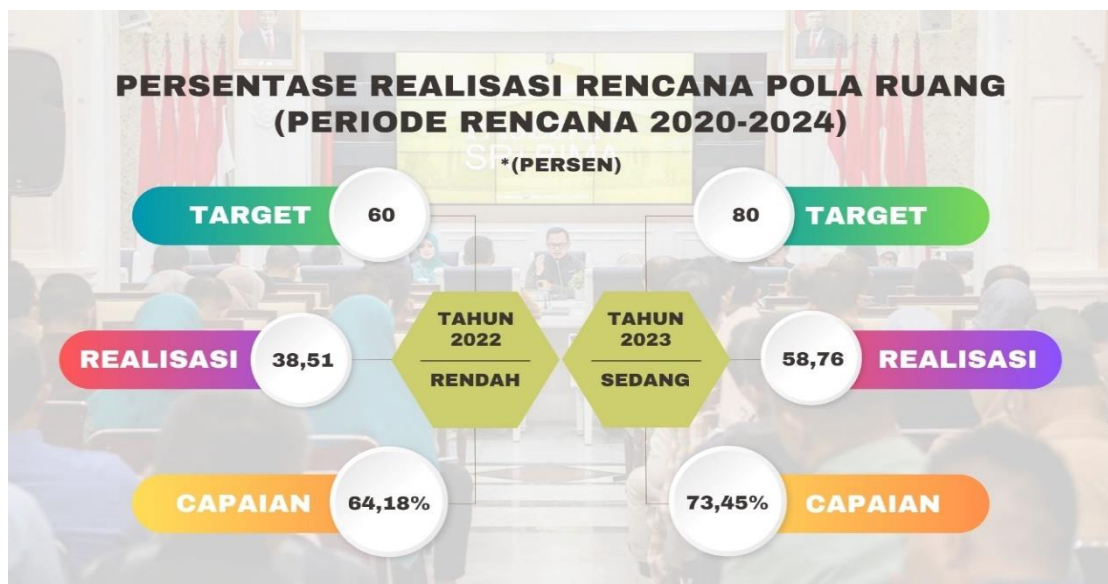 PERSENTASE REALISASI RENCANA POLA RUANG
(PERIODE RENCANA 2020-2024)
*(PERSEN)
TARGET 60
80 TARGET
TAHUN
2022
RENDAH
TAHUN
2023
SEDANG
REALISASI 38,51
58,76 REALISASI
CAPAIAN 64,18%
73,45% CAPAIAN